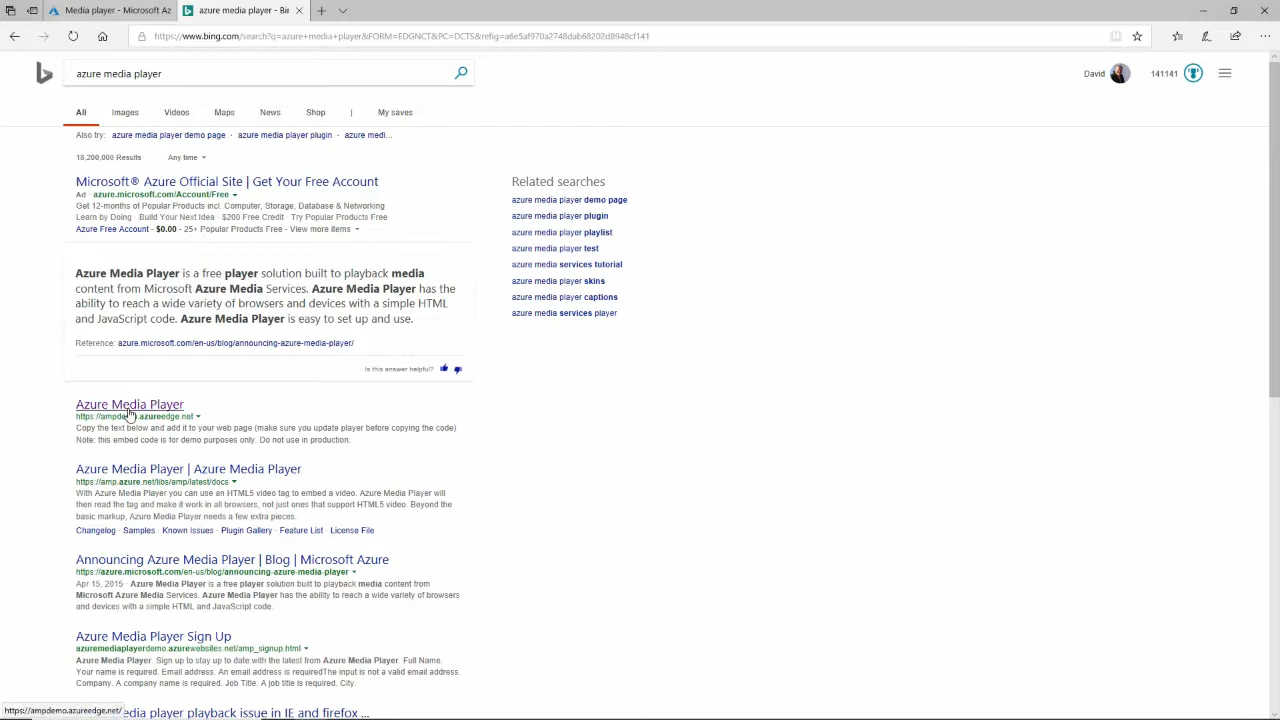 Media player - Microsoft Az
azure media player - Bin
https://www.bing.com/search?q=azure+media+player&FORM=EDGNCT&PC=DCTS&refig=a6e5af970a2748dab68202d8948cf141
azure media player
David
141141
All Images Videos Maps News Shop | My saves
Also try: azure media player demo page · azure media player plugin · azure medi...
18,200,000 Results Any time
Microsoft® Azure Official Site | Get Your Free Account
Ad · azure.microsoft.com/Account/Free
Get 12-months of Popular Products incl. Computer, Storage, Database & Networking
Learn by Doing · Build Your Next Idea · $200 Free Credit · Try Popular Products Free
Azure Free Account - $0.00 - 25+ Popular Products Free - View more items
Azure Media Player is a free player solution built to playback media
content from Microsoft Azure Media Services. Azure Media Player has the
ability to reach a wide variety of browsers and devices with a simple HTML
and JavaScript code. Azure Media Player is easy to set up and use.
Reference: azure.microsoft.com/en-us/blog/announcing-azure-media-player/
Is this answer helpful?
Azure Media Player
https://ampdemo.azureedge.net
Copy the text below and add it to your web page (make sure you update player before copying the code)
Note: this embed code is for demo purposes only. Do not use in production.
Azure Media Player | Azure Media Player
https://amp.azure.net/libs/amp/latest/docs
With Azure Media Player you can use an HTML5 video tag to embed a video. Azure Media Player will
then read the tag and make it work in all browsers, not just ones that support HTML5 video. Beyond the
basic markup, Azure Media Player needs a few extra pieces.
Changelog · Samples · Known Issues · Plugin Gallery · Feature List · License File
Announcing Azure Media Player | Blog | Microsoft Azure
https://azure.microsoft.com/en-us/blog/announcing-azure-media-player
Apr 15, 2015 · Azure Media Player is a free player solution built to playback media content from
Microsoft Azure Media Services. Azure Media Player has the ability to reach a wide variety of browsers
and devices with a simple HTML and JavaScript code.
Azure Media Player Sign Up
azuremediaplayerdemo.azurewebsites.net/amp_signup.html
Azure Media Player. Sign up to stay up to date with the latest from Azure Media Player. Full Name.
Your name is required. Email address. An email address is requiredThe input is not a valid email address.
Company. A company name is required. Job Title. A job title is required. City.
edia player playback issue in IE and firefox ...
https://ampdemo.azureedge.net/
Related searches
azure media player demo page
azure media player plugin
azure media player playlist
azure media player test
azure media services tutorial
azure media player skins
azure media player captions
azure media services player